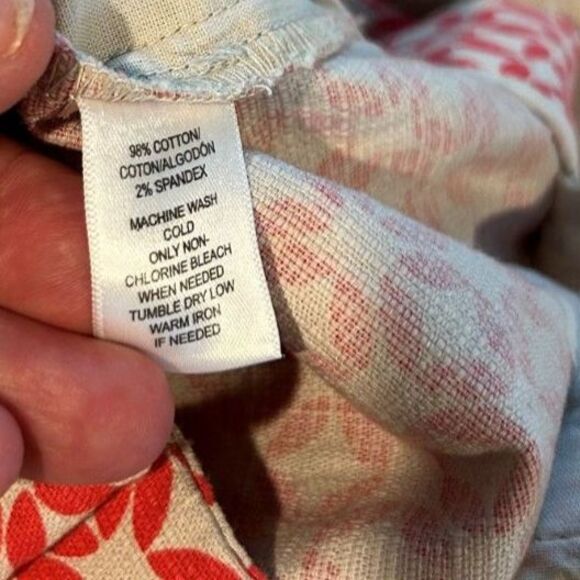 98% COTTON/
COTON/ALGODÓN
2% SPANDEX
MACHINE WASH
COLD
ONLY NON-
CHLORINE BLEACH
WHEN NEEDED
TUMBLE DRY LOW
WARM IRON
IF NEEDED